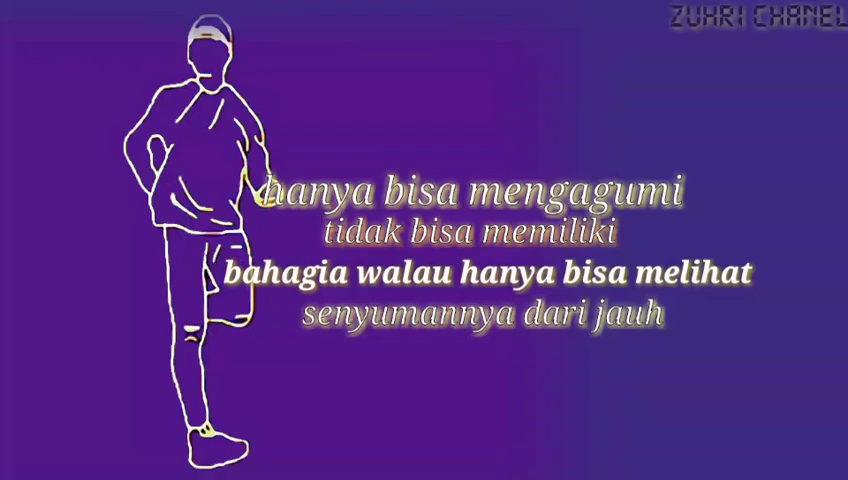 ZUHRI CHANEL
hanya bisa mengagumi
tidak bisa memiliki
bahagia walau hanya bisa melihat
senyumannya dari jauh